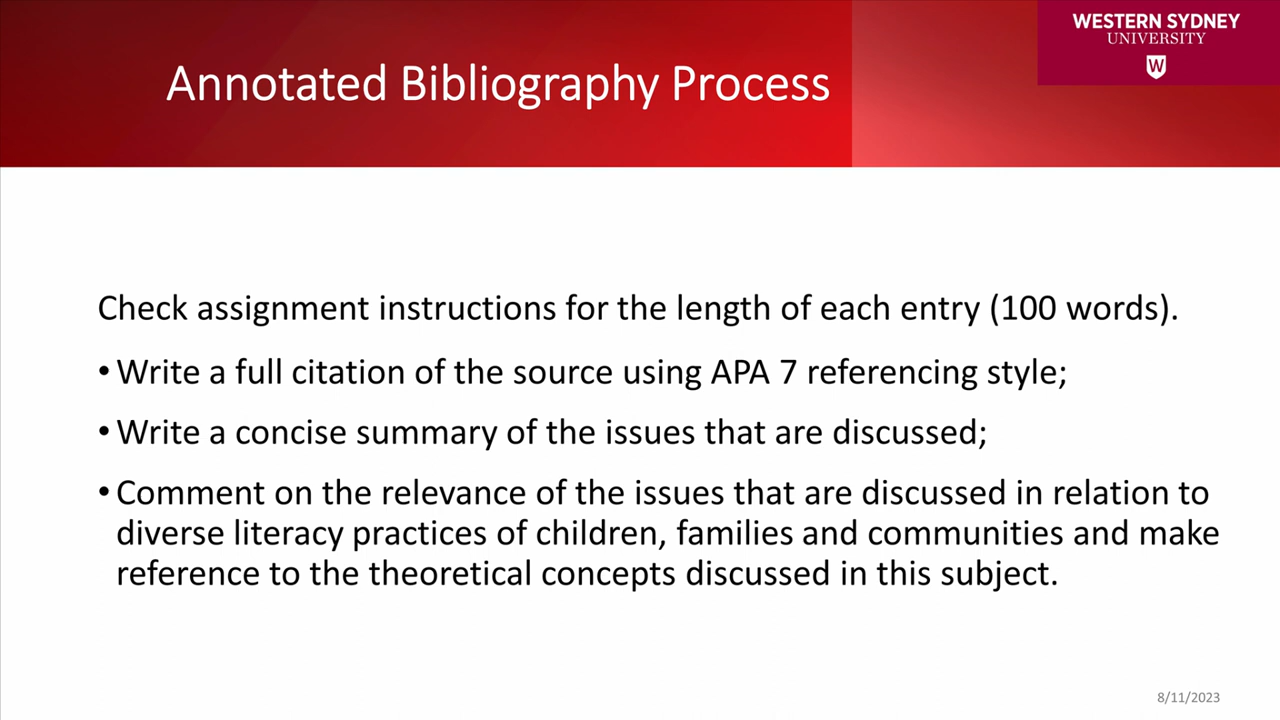 WESTERN SYDNEY
UNIVERSITY
W
Annotated Bibliography Process
Check assignment instructions for the length of each entry (100 words).
• Write a full citation of the source using APA 7 referencing style;
• Write a concise summary of the issues that are discussed;
• Comment on the relevance of the issues that are discussed in relation to
diverse literacy practices of children, families and communities and make
reference to the theoretical concepts discussed in this subject.
8/11/2023